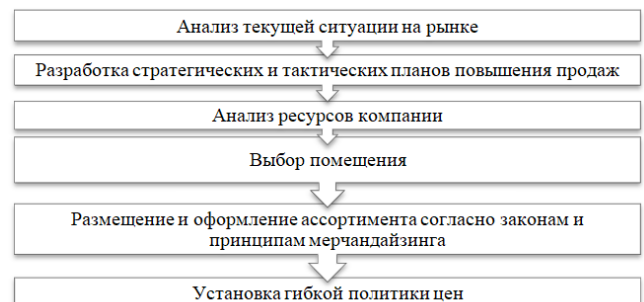 Анализ текущей ситуации на рынке
Разработка стратегических и тактических планов повышения продаж
Анализ ресурсов компании
Выбор помещения
Размещение и оформление ассортимента согласно законам и
принципам мерчандайзинга
Установка гибкой политики цен